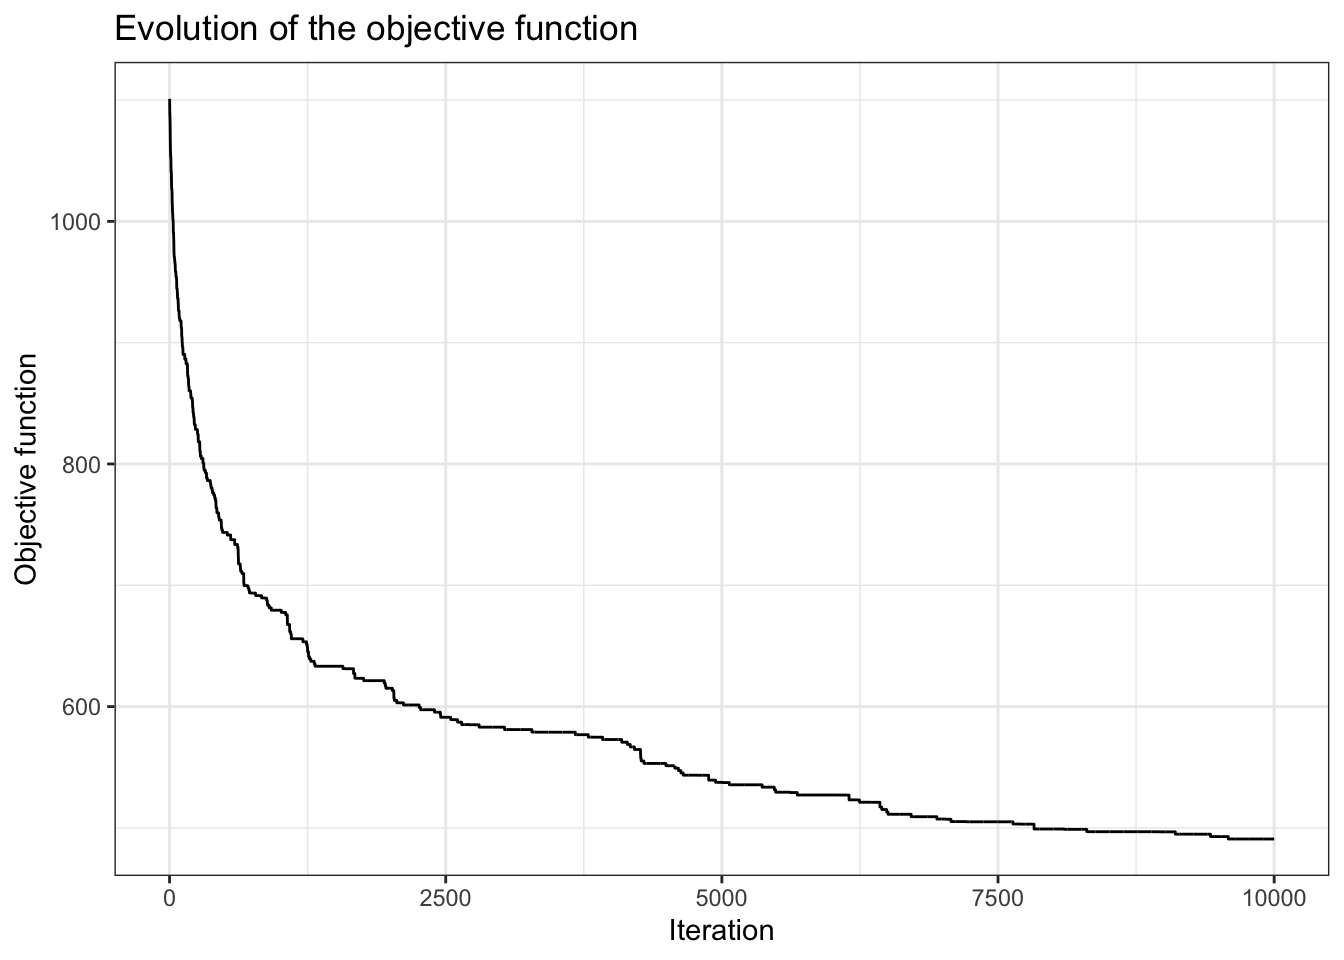 Evolution of the objective function
Objective function
1000
800
600
0 2500 5000 7500 10000
Iteration